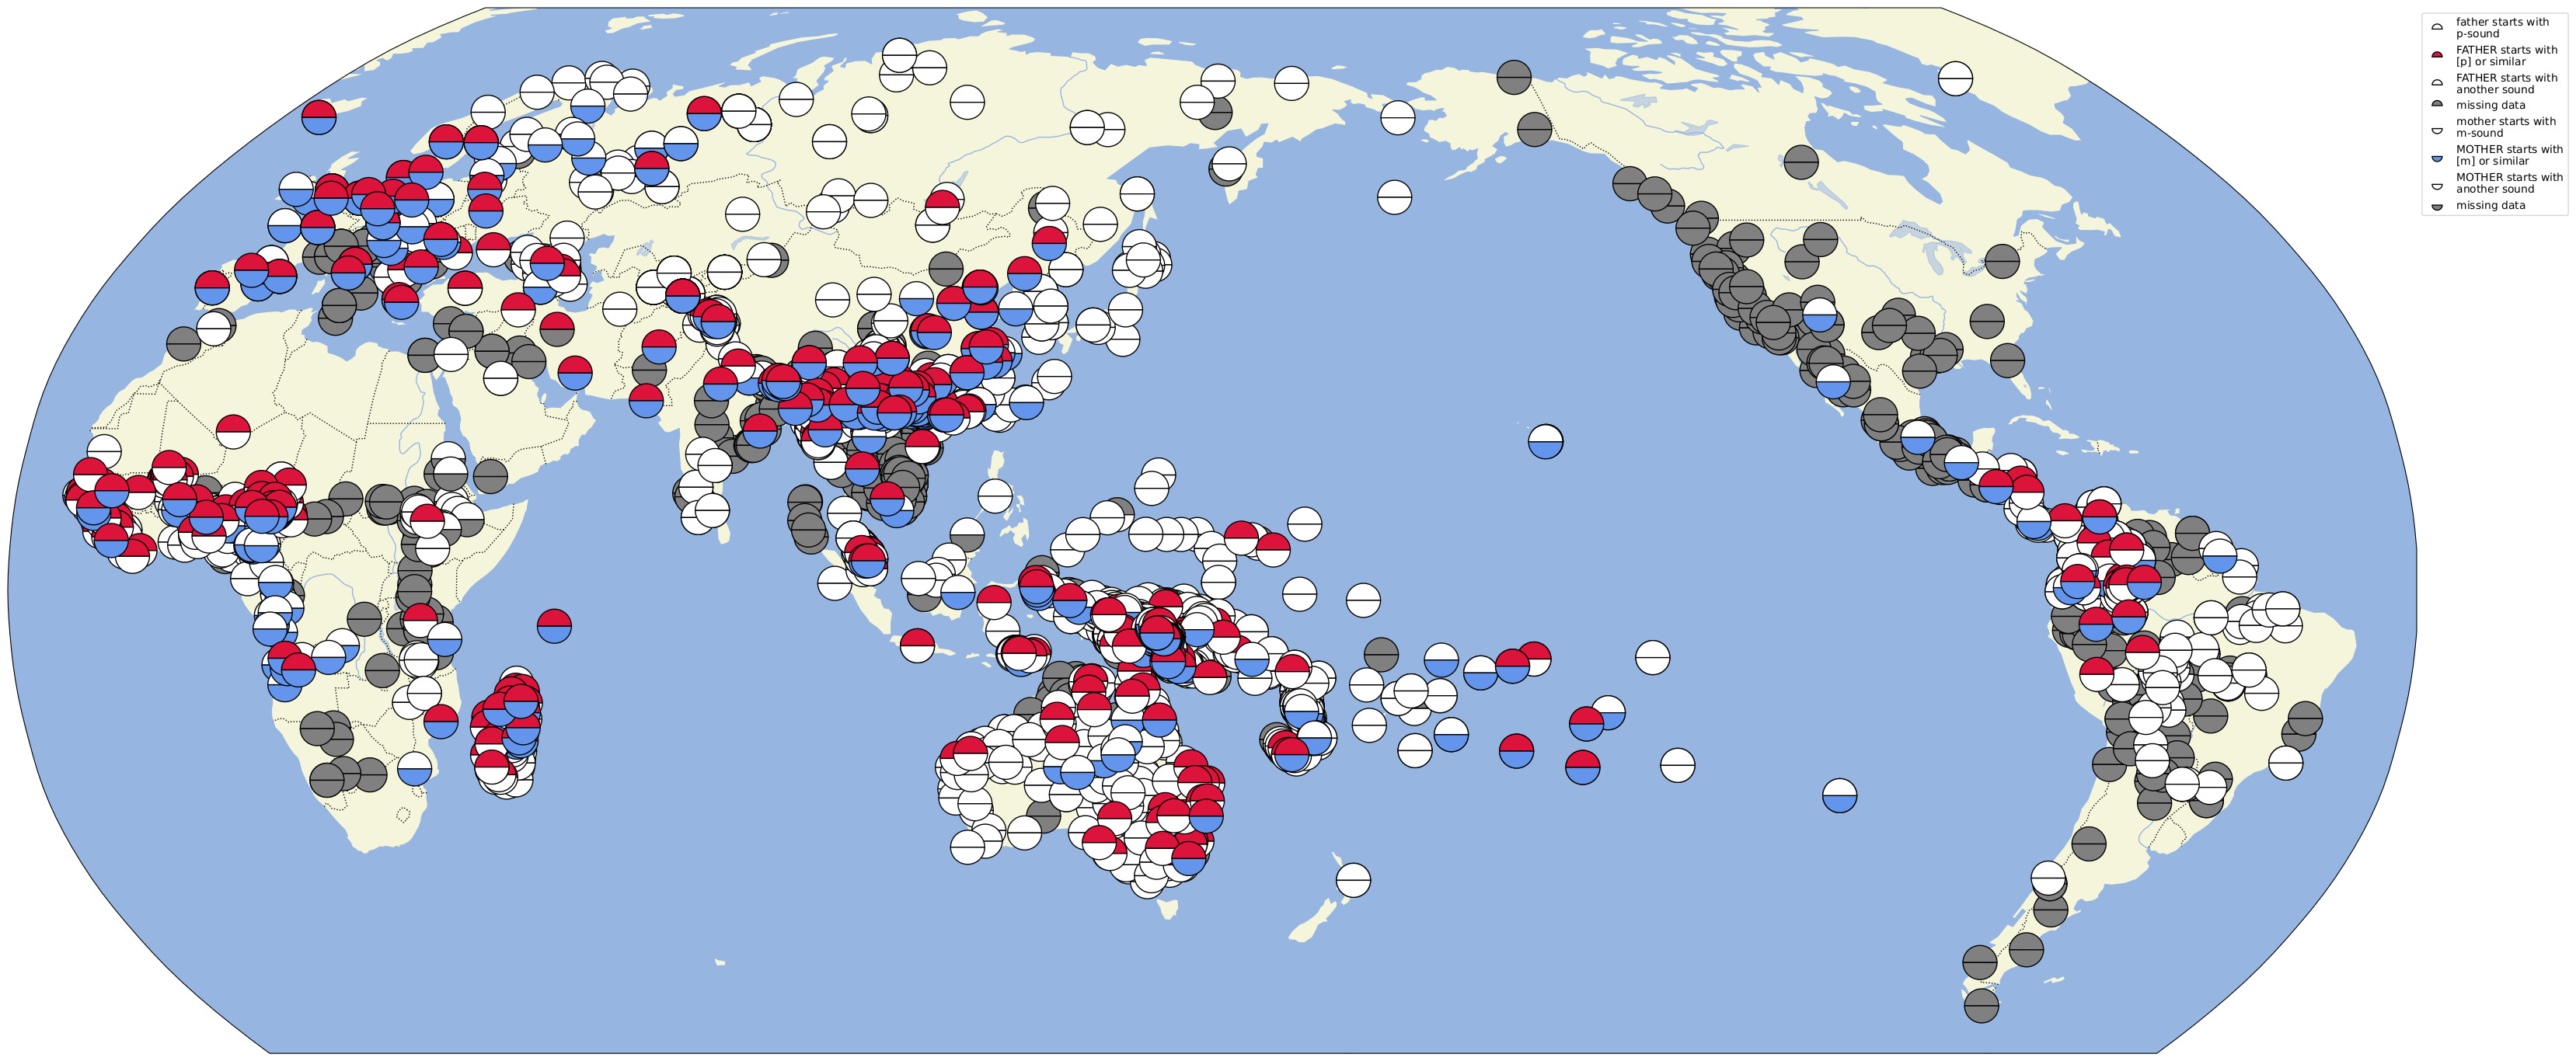 father starts with
p-sound
FATHER starts with
[p] or similar
FATHER starts with
another sound
missing data
mother starts with
m-sound
MOTHER starts with
[m] or similar
MOTHER starts with
another sound
missing data